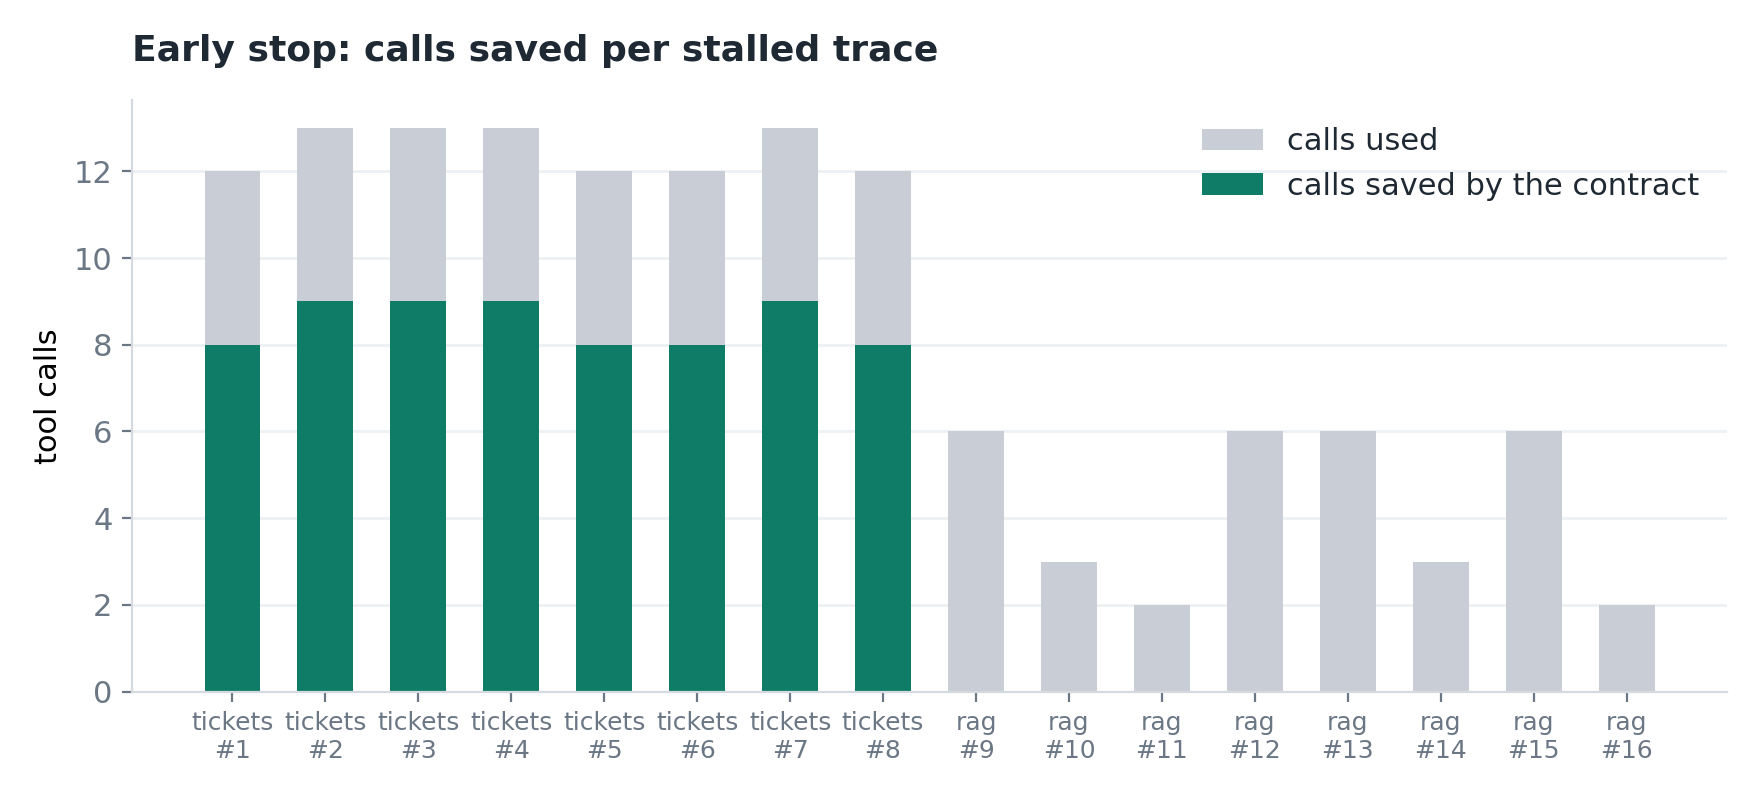 Early stop: calls saved per stalled trace
calls used
calls saved by the contract
tool calls
12
10
8
6
4
2
0
tickets #1
tickets #2
tickets #3
tickets #4
tickets #5
tickets #6
tickets #7
tickets #8
rag #9
rag #10
rag #11
rag #12
rag #13
rag #14
rag #15
rag #16